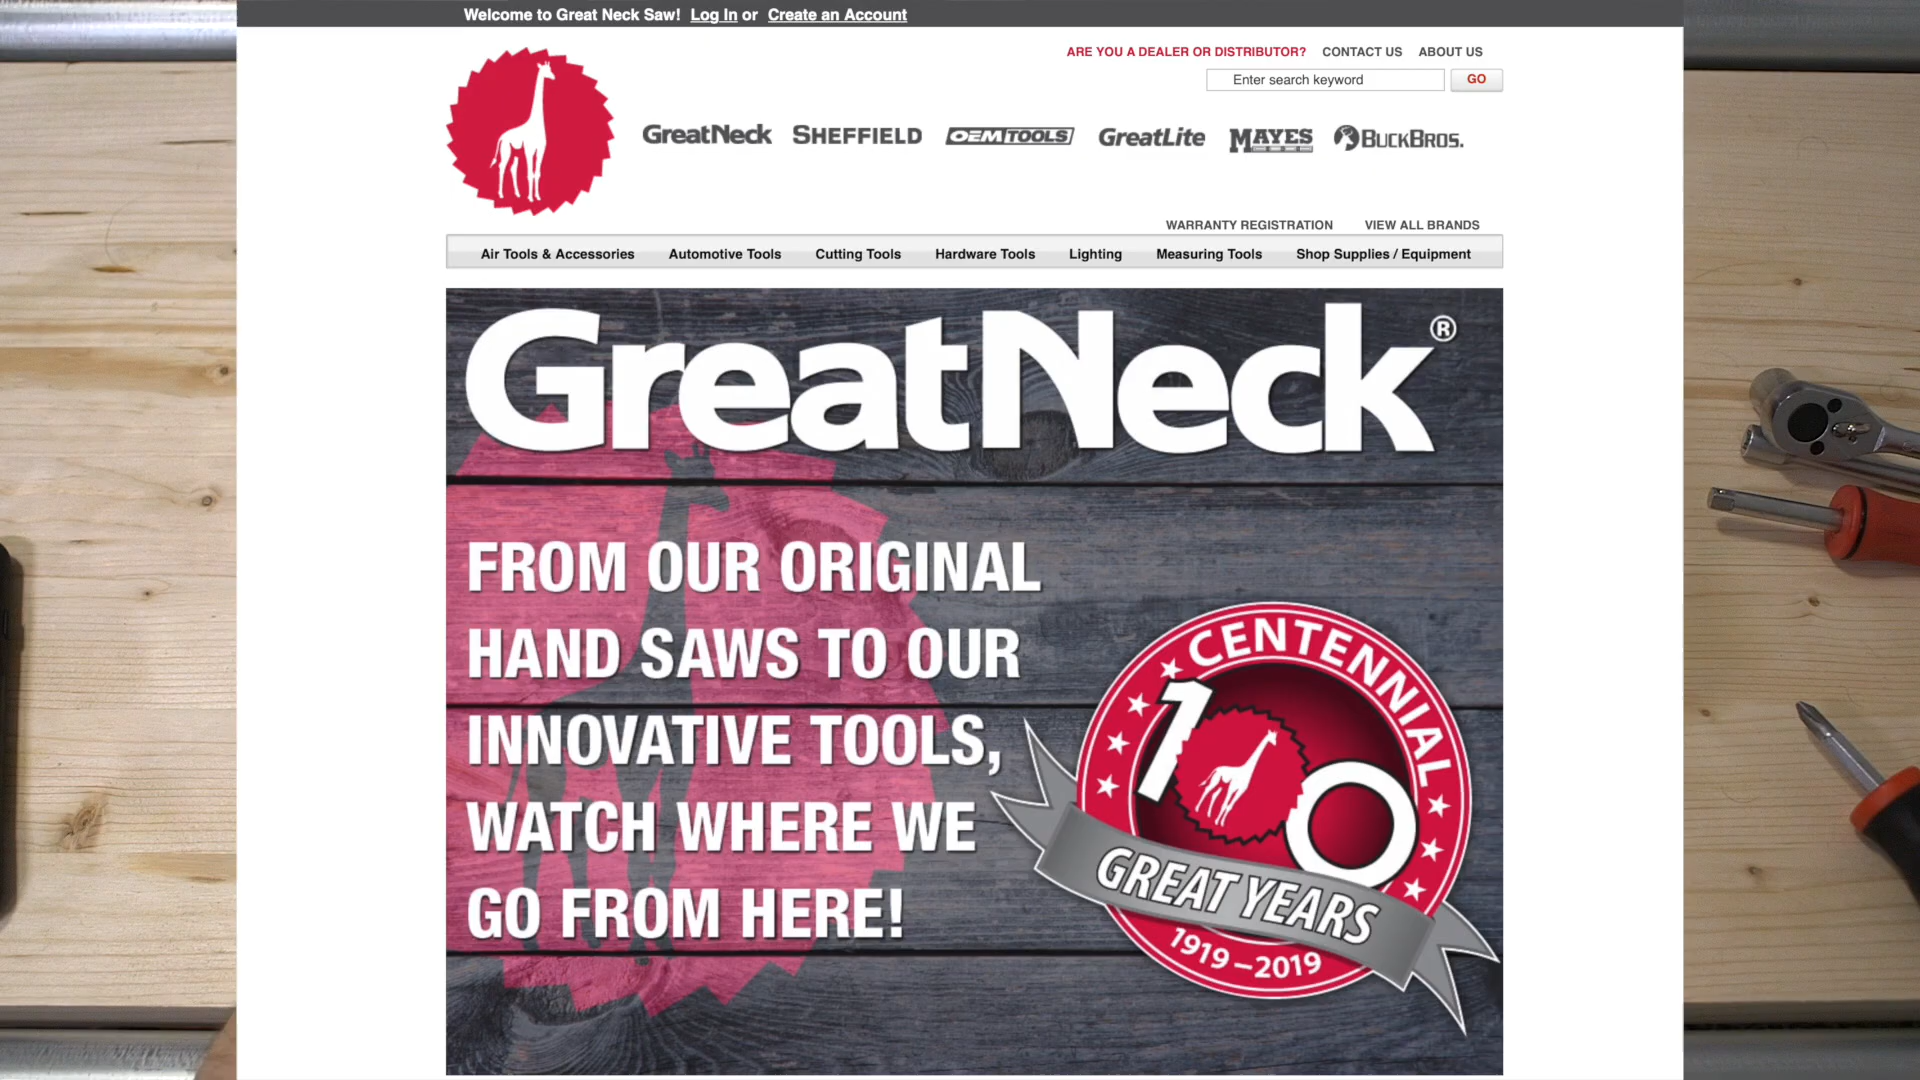 Welcome to Great Neck Saw! Log In or Create an Account
ARE YOU A DEALER OR DISTRIBUTOR? CONTACT US ABOUT US
Enter search keyword GO
GreatNeck SHEFFIELD OEMTOOLS GreatLite MAYES BUCKBROS.
WARRANTY REGISTRATION VIEW ALL BRANDS
Air Tools & Accessories Automotive Tools Cutting Tools Hardware Tools Lighting Measuring Tools Shop Supplies / Equipment
GreatNeck®
FROM OUR ORIGINAL
HAND SAWS TO OUR
INNOVATIVE TOOLS,
WATCH WHERE WE
GO FROM HERE!
CENTENNIAL
100
GREAT YEARS
1919–2019